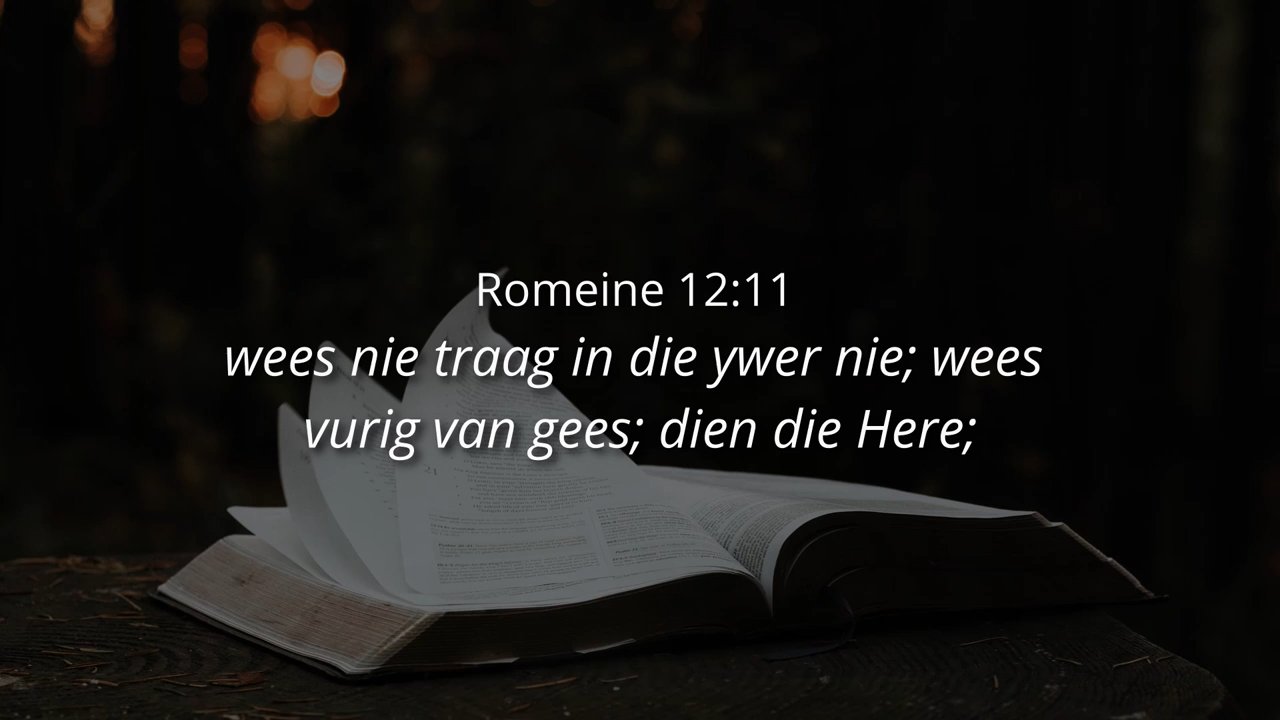 Romeine 12:11
wees nie traag in die ywer nie; wees
vurig van gees; dien die Here;